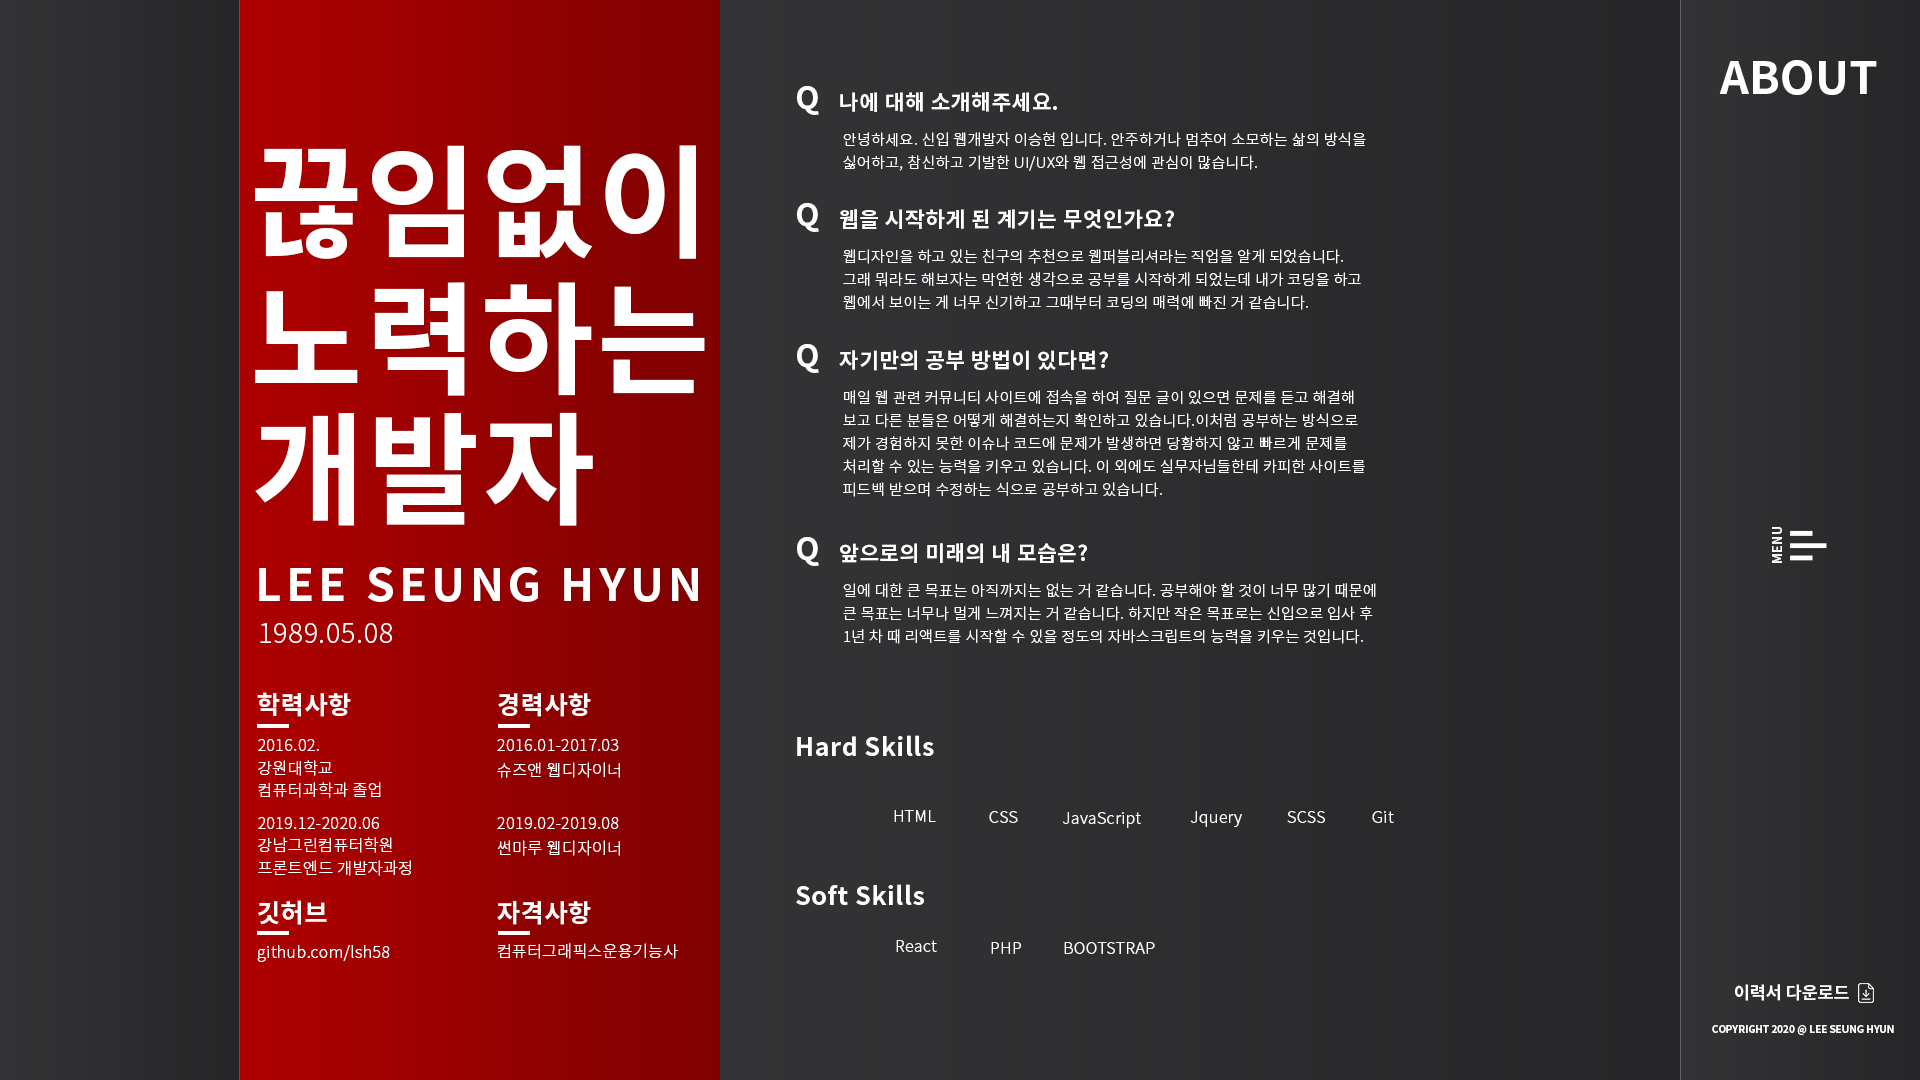 끊임없이
노력하는
개발자
LEE SEUNG HYUN
1989.05.08
학력사항
2016.02.
강원대학교
컴퓨터과학과 졸업
2019.12-2020.06
강남그린컴퓨터학원
프론트엔드 개발자과정
경력사항
2016.01-2017.03
슈즈앤 웹디자이너
2019.02-2019.08
썬마루 웹디자이너
깃허브
github.com/lsh58
자격사항
컴퓨터그래픽스운용기능사
Q 나에 대해 소개해주세요.
안녕하세요. 신입 웹개발자 이승현 입니다. 안주하거나 멈추어 소모하는 삶의 방식을
싫어하고, 참신하고 기발한 UI/UX와 웹 접근성에 관심이 많습니다.
Q 웹을 시작하게 된 계기는 무엇인가요?
웹디자인을 하고 있는 친구의 추천으로 웹퍼블리셔라는 직업을 알게 되었습니다.
그래 뭐라도 해보자는 막연한 생각으로 공부를 시작하게 되었는데 내가 코딩을 하고
웹에서 보이는 게 너무 신기하고 그때부터 코딩의 매력에 빠진 거 같습니다.
Q 자기만의 공부 방법이 있다면?
매일 웹 관련 커뮤니티 사이트에 접속을 하여 질문 글이 있으면 문제를 듣고 해결해
보고 다른 분들은 어떻게 해결하는지 확인하고 있습니다.이처럼 공부하는 방식으로
제가 경험하지 못한 이슈나 코드에 문제가 발생하면 당황하지 않고 빠르게 문제를
처리할 수 있는 능력을 키우고 있습니다. 이 외에도 실무자님들한테 카피한 사이트를
피드백 받으며 수정하는 식으로 공부하고 있습니다.
Q 앞으로의 미래의 내 모습은?
일에 대한 큰 목표는 아직까지는 없는 거 같습니다. 공부해야 할 것이 너무 많기 때문에
큰 목표는 너무나 멀게 느껴지는 거 같습니다. 하지만 작은 목표로는 신입으로 입사 후
1년 차 때 리액트를 시작할 수 있을 정도의 자바스크립트의 능력을 키우는 것입니다.
Hard Skills
HTML CSS JavaScript Jquery SCSS Git
Soft Skills
React PHP BOOTSTRAP
ABOUT
MENU
이력서 다운로드
COPYRIGHT 2020 @ LEE SEUNG HYUN